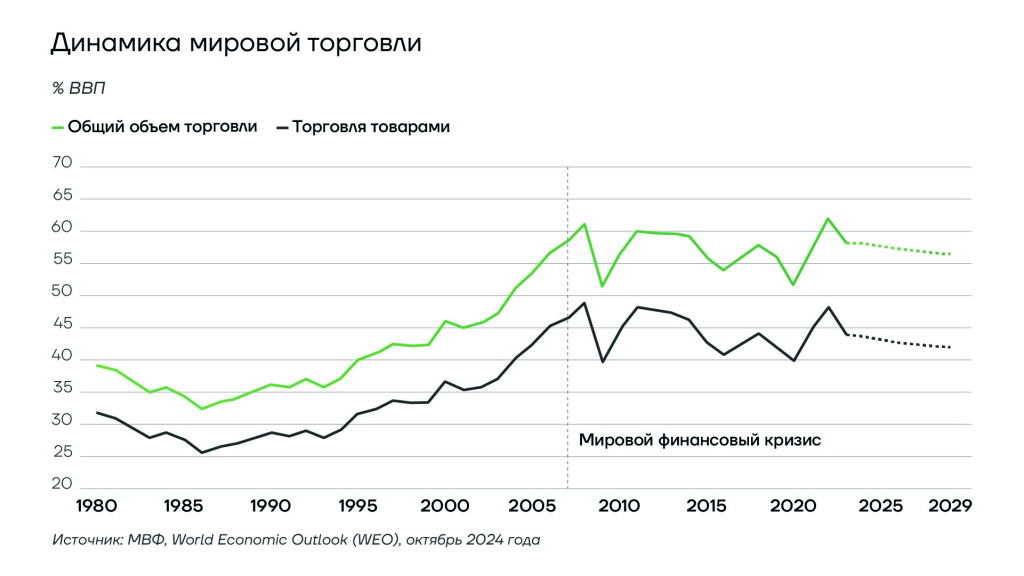 Динамика мировой торговли
% ВВП
Общий объем торговли Торговля товарами
70
65
60
55
50
45
40
35
30
Мировой финансовый кризис
25
20
1980 1985 1990 1995 2000 2005 2010 2015 2020 2025 2029
Источник: МВФ, World Economic Outlook (WEO), октябрь 2024 года